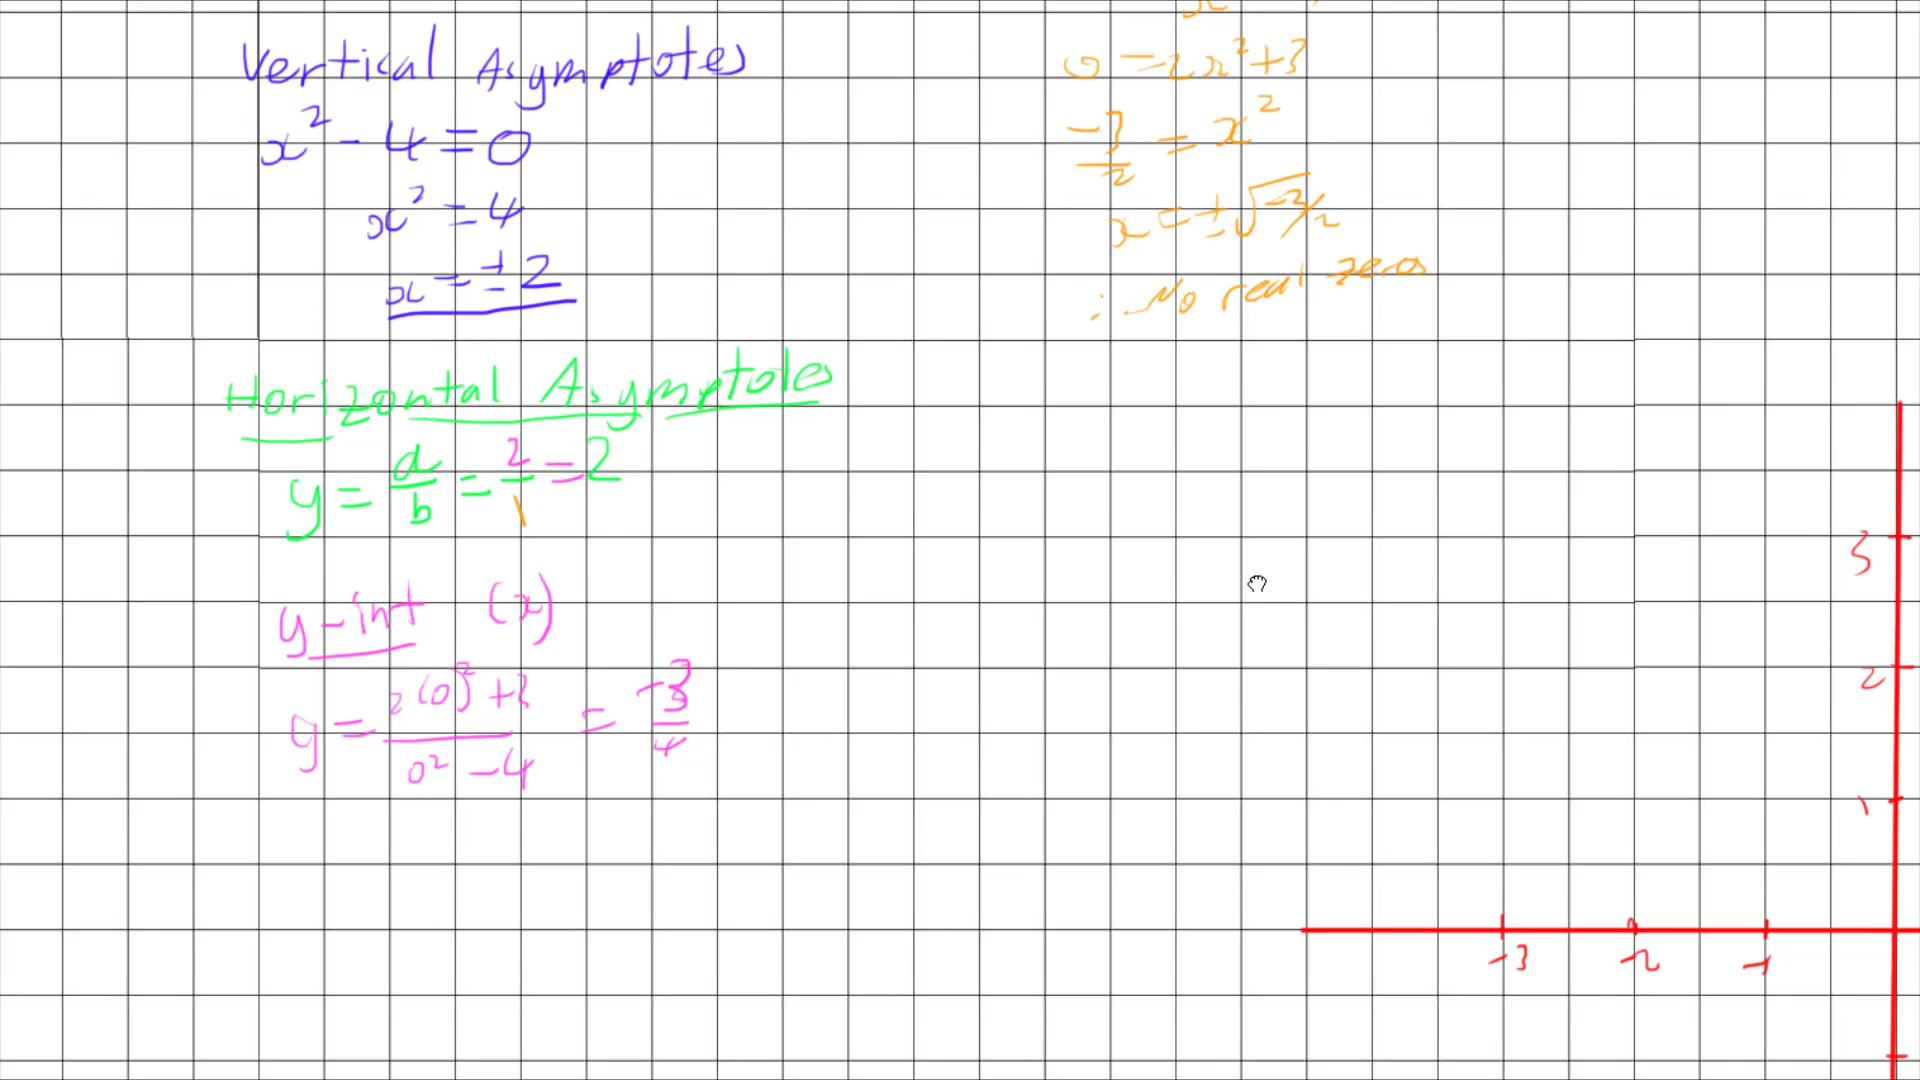 Vertical Asymptotes
x² - 4 = 0
x² = 4
x = ± 2
Horizontal Asymptotes
y = a/b = 2/1 = 2
y-int (x)
y = (2(0)² + 3)/(0² - 4) = -3/4
0 = 2x² + 3
-3/2 = x²
x = ± √-3/2
∴ No real zeros
3
2
1
-3 -2 -1